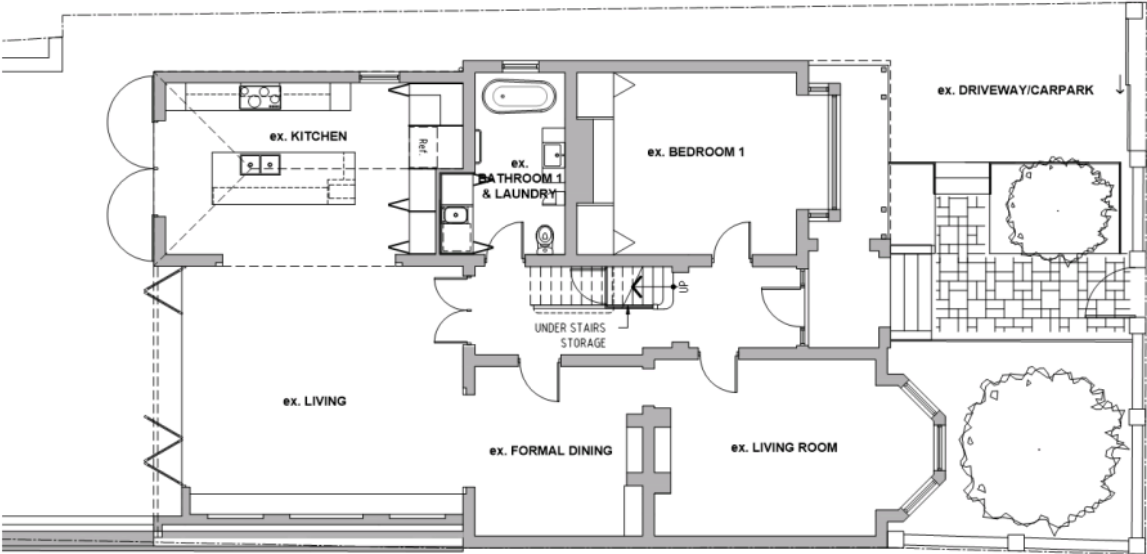 ex. DRIVEWAY/CARPARK
ex. KITCHEN
Ref.
ex. BEDROOM 1
ex.
BATHROOM 1
& LAUNDRY
UP
UNDER STAIRS
STORAGE
ex. LIVING
ex. FORMAL DINING
ex. LIVING ROOM